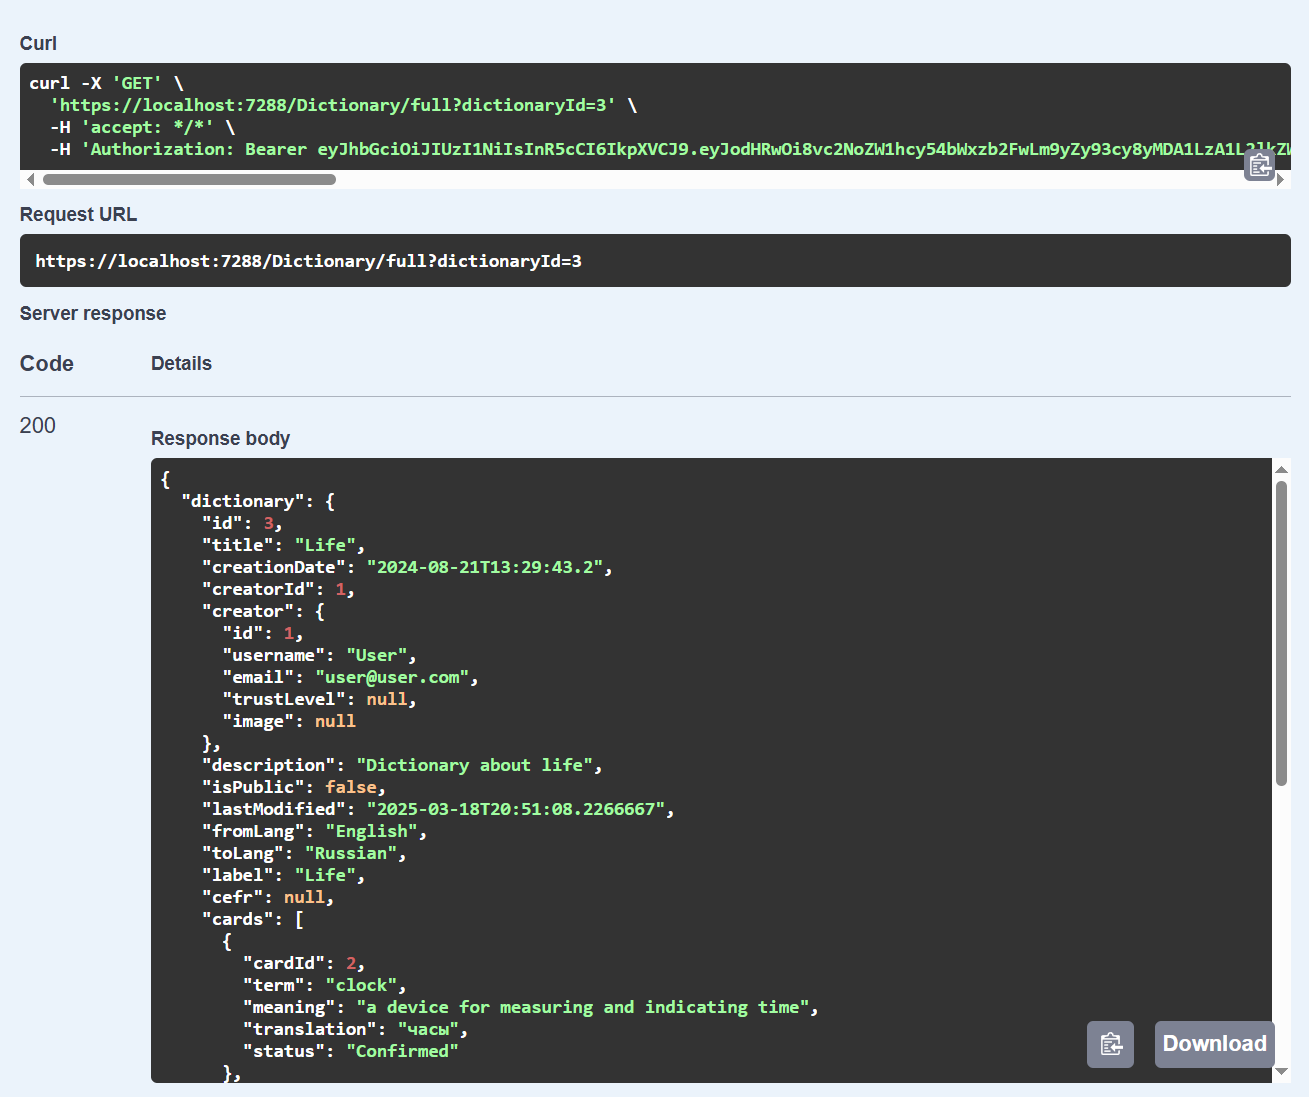 Curl
curl -X 'GET' \
'https://localhost:7288/Dictionary/full?dictionaryId=3' \
-H 'accept: */*' \
-H 'Authorization: Bearer
Request URL
https://localhost:7288/Dictionary/full?dictionaryId=3
Server response
Code Details
200
Response body
{
"dictionary": {
"id": 3,
"title": "Life",
"creationDate": "2024-08-21T13:29:43.2",
"creatorId": 1,
"creator": {
"id": 1,
"username": "User",
"email": "user@user.com",
"trustLevel": null,
"image": null
},
"description": "Dictionary about life",
"isPublic": false,
"lastModified": "2025-03-18T20:51:08.2266667",
"fromLang": "English",
"toLang": "Russian",
"label": "Life",
"cefr": null,
"cards": [
{
"cardId": 2,
"term": "clock",
"meaning": "a device for measuring and indicating time",
"translation": "часы",
"status": "Confirmed"
},
Download